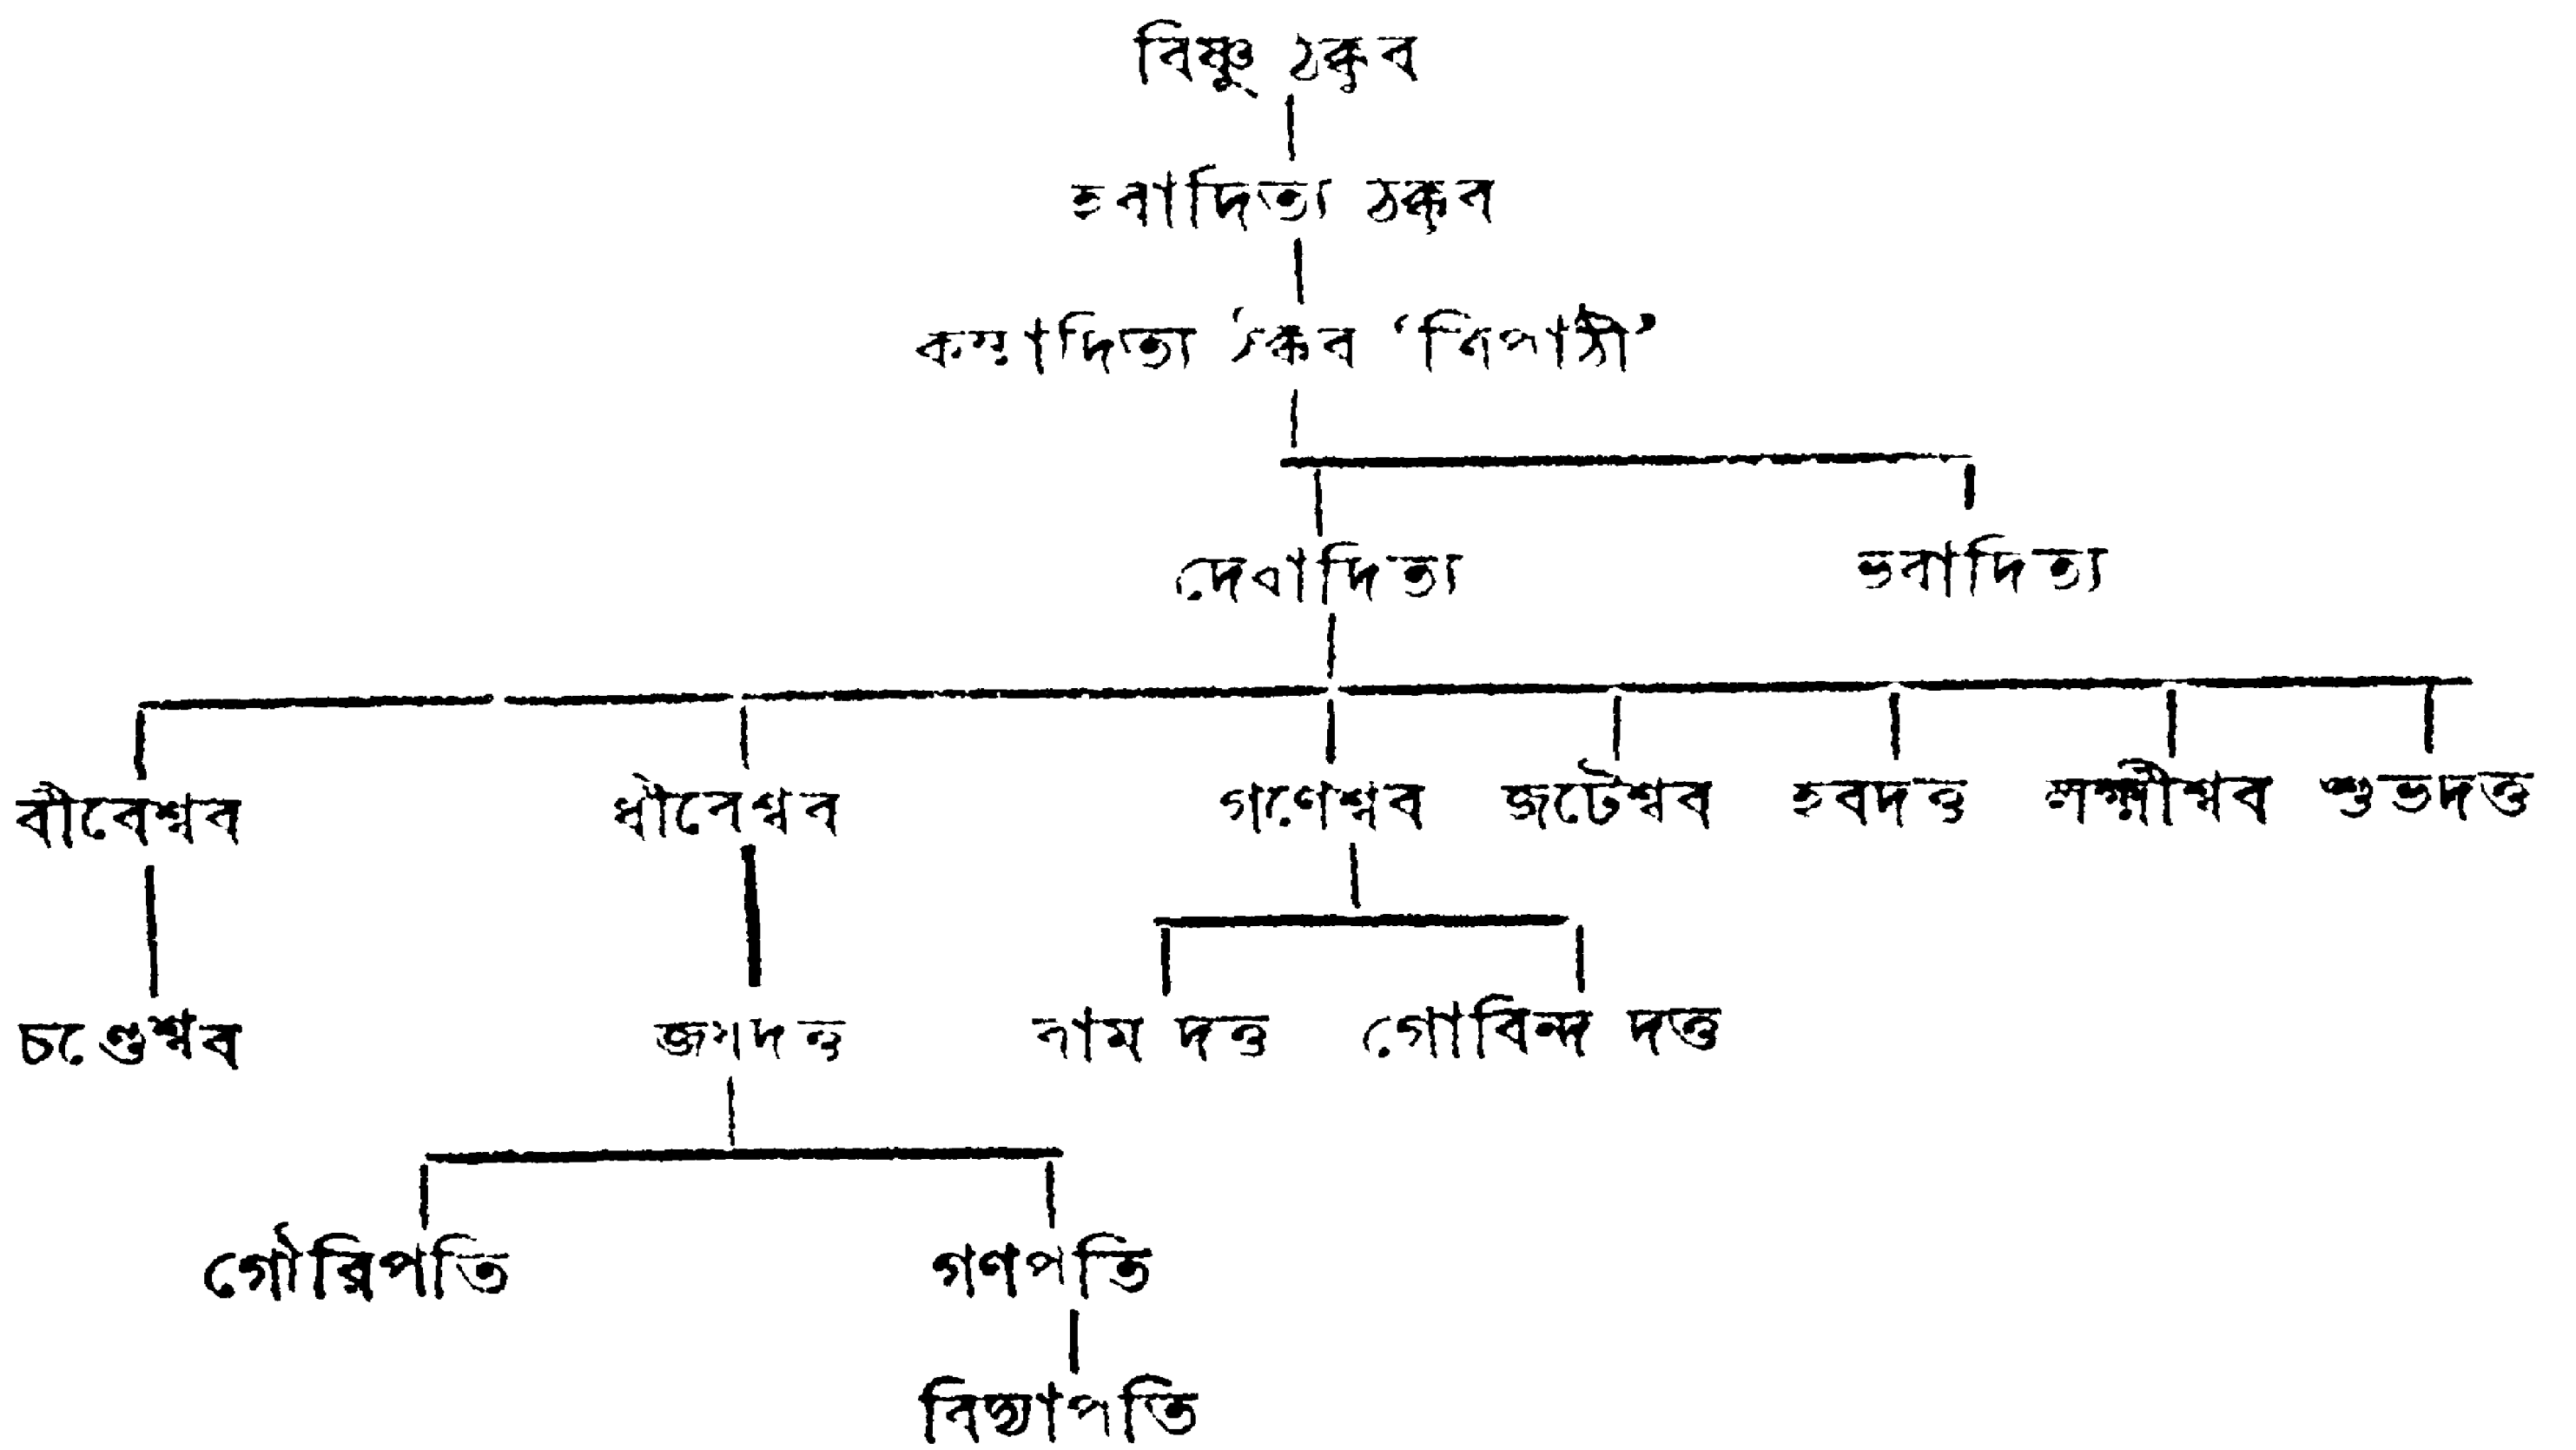 বিষ্ণু ঠক্কুর
হরাদিত্য ঠক্কুর
কর্মাদিত্য ঠক্কুর ‘ত্রিপাঠী’
দেবাদিত্য ভবাদিত্য
বীরেশ্বর ধীরেশ্বর গণেশ্বর জটেশ্বর হরদত্ত লক্ষ্মীশ্বর শুভদত্ত
চণ্ডেশ্বর জয়দত্ত রাম দত্ত গোবিন্দ দত্ত
গৌরিপতি গণপতি
বিদ্যাপতি